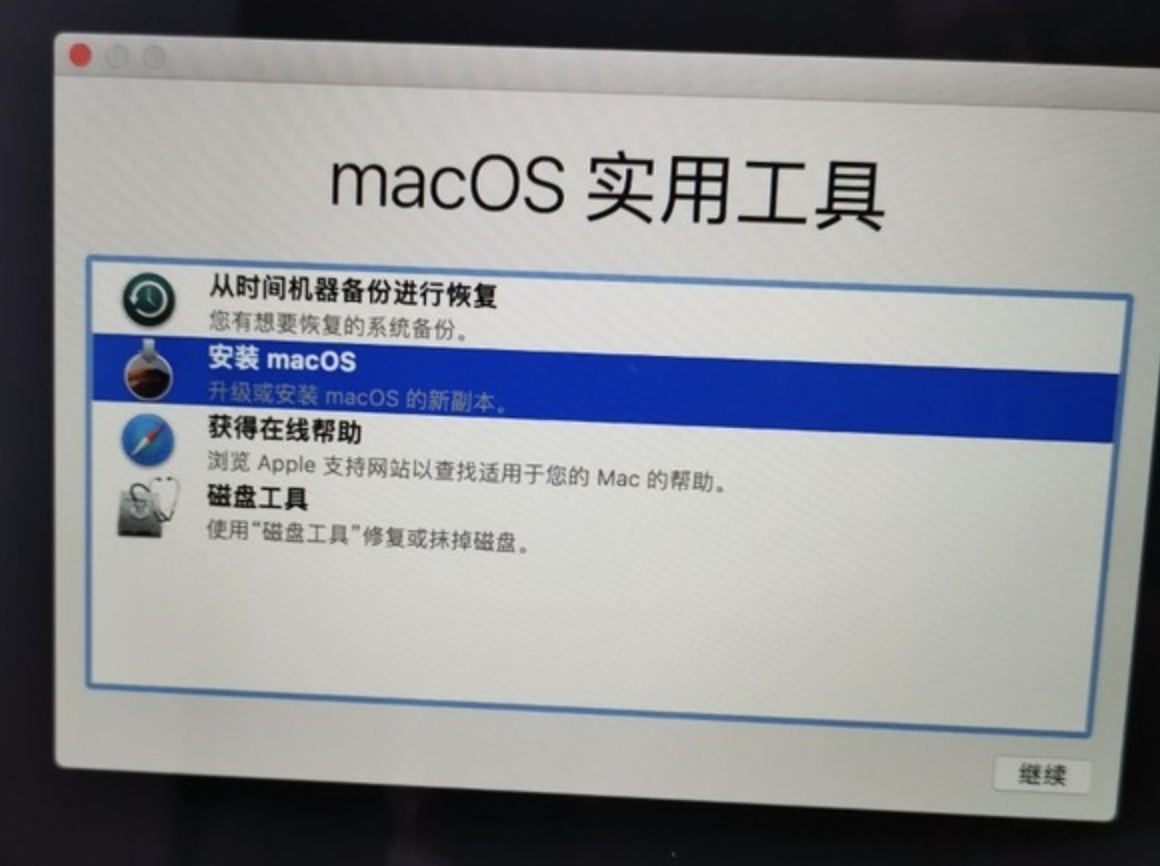 macOS 实用工具
从时间机器备份进行恢复
您有想要恢复的系统备份。
安装 macOS
升级或安装 macOS 的新副本。
获得在线帮助
浏览 Apple 支持网站以查找适用于您的 Mac 的帮助。
磁盘工具
使用“磁盘工具”修复或抹掉磁盘。
继续